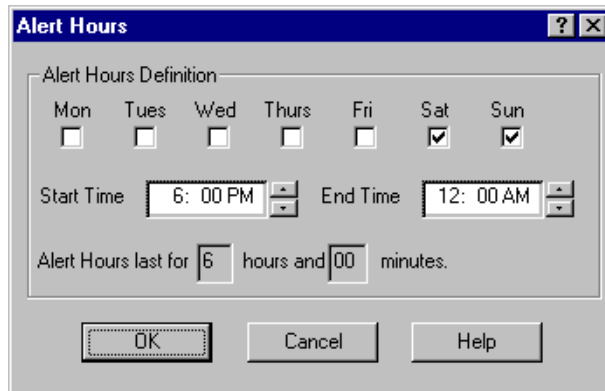 Alert Hours
Alert Hours Definition
Mon Tues Wed Thurs Fri Sat Sun
Start Time 6: 00 PM End Time 12: 00 AM
Alert Hours last for 6 hours and 00 minutes.
OK Cancel Help